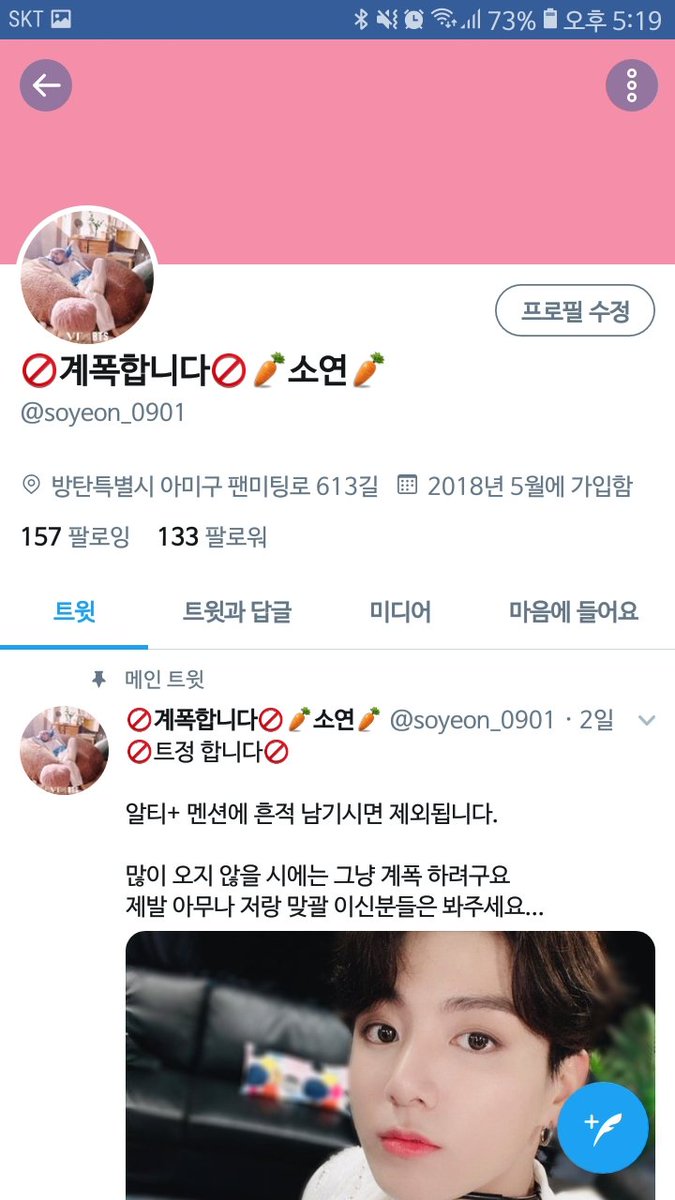 SKT 73% 오후 5:19
프로필 수정
🚫계폭합니다🚫🥕소연🥕
@soyeon_0901
방탄특별시 아미구 팬미팅로 613길 2018년 5월에 가입함
157 팔로잉 133 팔로워
트윗 트윗과 답글 미디어 마음에 들어요
메인 트윗
🚫계폭합니다🚫🥕소연🥕 @soyeon_0901 · 2일
🚫트정 합니다🚫
알티+ 멘션에 흔적 남기시면 제외됩니다.
많이 오지 않을 시에는 그냥 계폭 하려구요
제발 아무나 저랑 맞괄 이신분들은 봐주세요...